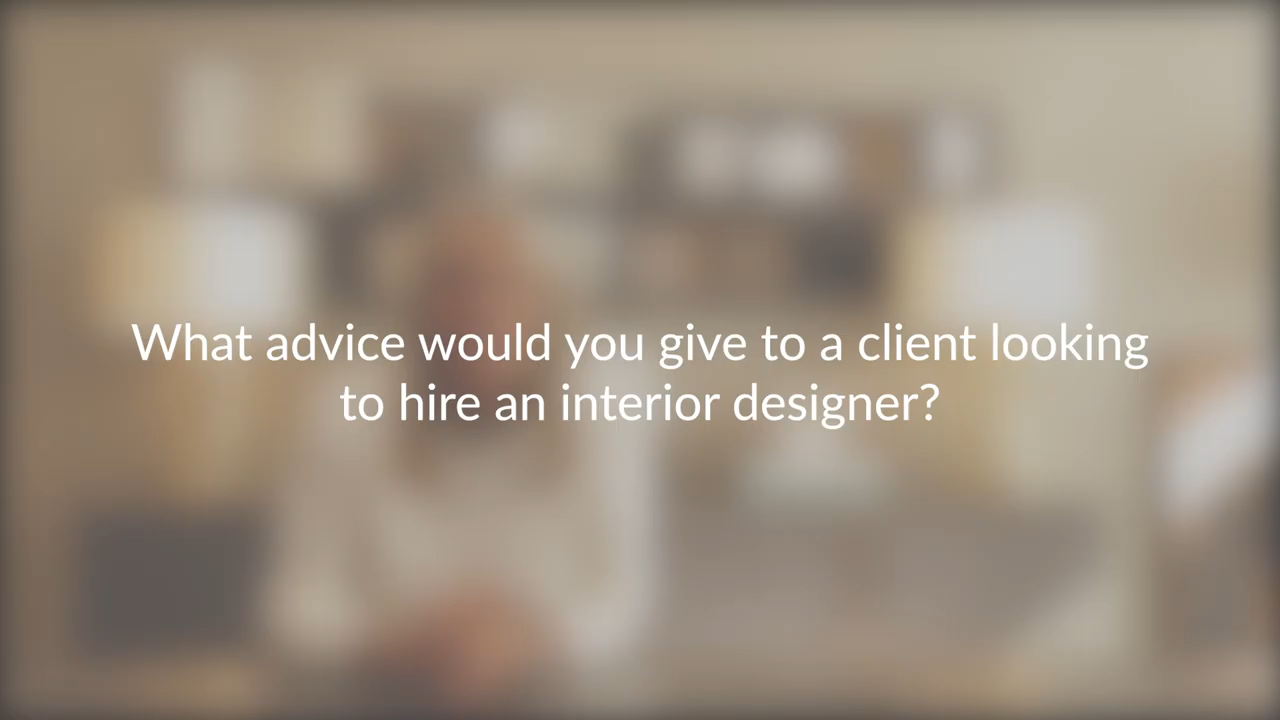 What advice would you give to a client looking
to hire an interior designer?